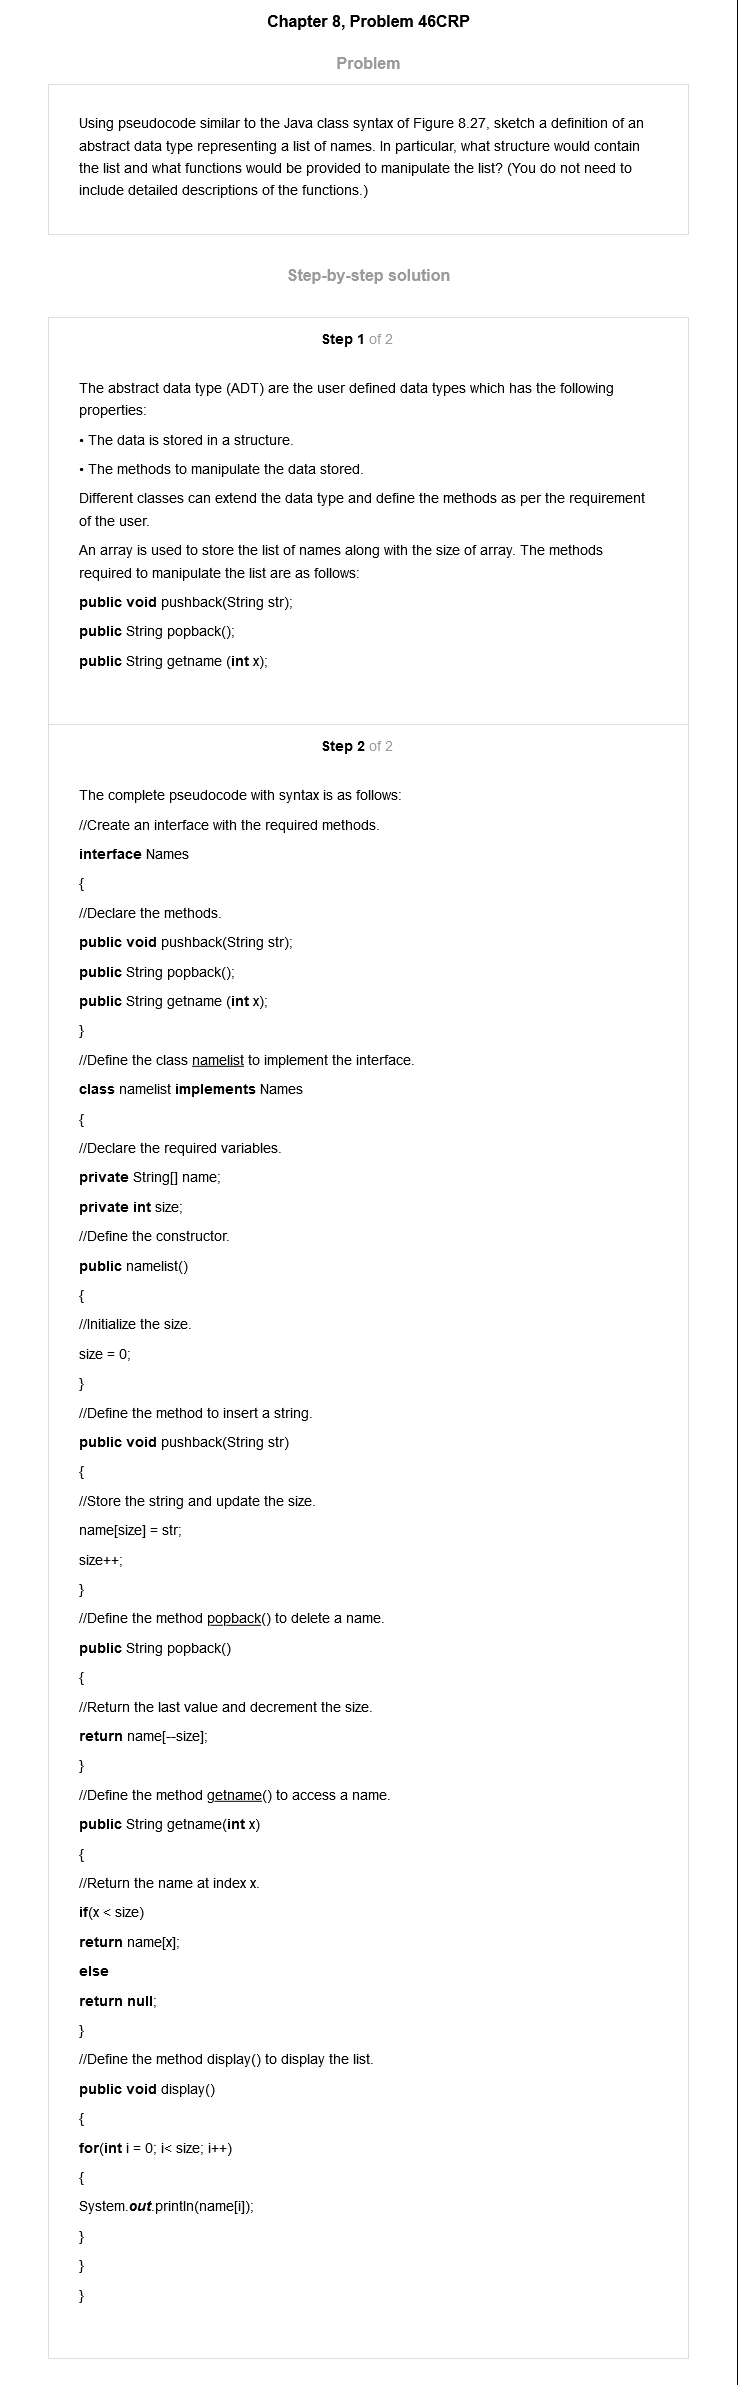 Chapter 8, Problem 46CRP
Problem
Using pseudocode similar to the Java class syntax of Figure 8.27, sketch a definition of an
abstract data type representing a list of names. In particular, what structure would contain
the list and what functions would be provided to manipulate the list? (You do not need to
include detailed descriptions of the functions.)
Step-by-step solution
Step 1 of 2
The abstract data type (ADT) are the user defined data types which has the following
properties:
• The data is stored in a structure.
• The methods to manipulate the data stored.
Different classes can extend the data type and define the methods as per the requirement
of the user.
An array is used to store the list of names along with the size of array. The methods
required to manipulate the list are as follows:
public void pushback(String str);
public String popback();
public String getname (int x);
Step 2 of 2
The complete pseudocode with syntax is as follows:
//Create an interface with the required methods.
interface Names
{
//Declare the methods.
public void pushback(String str);
public String popback();
public String getname (int x);
}
//Define the class namelist to implement the interface.
class namelist implements Names
{
//Declare the required variables.
private String[] name;
private int size;
//Define the constructor.
public namelist()
{
//Initialize the size.
size = 0;
}
//Define the method to insert a string.
public void pushback(String str)
{
//Store the string and update the size.
name[size] = str;
size++;
}
//Define the method popback() to delete a name.
public String popback()
{
//Return the last value and decrement the size.
return name[--size];
}
//Define the method getname() to access a name.
public String getname(int x)
{
//Return the name at index x.
if(x < size)
return name[x];
else
return null;
}
//Define the method display() to display the list.
public void display()
{
for(int i = 0; i< size; i++)
{
System.out.println(name[i]);
}
}
}